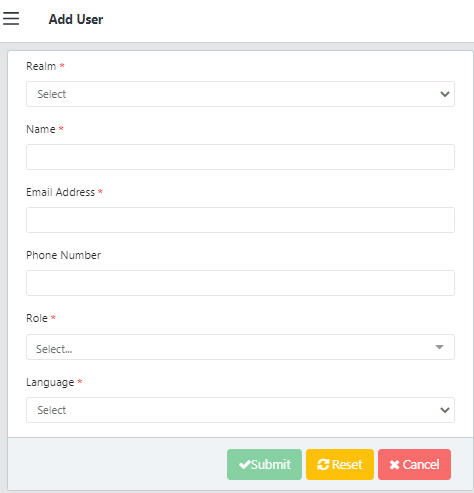 Add User
Realm *
Select
Name *
Email Address *
Phone Number
Role *
Select...
Language *
Select
Submit Reset Cancel